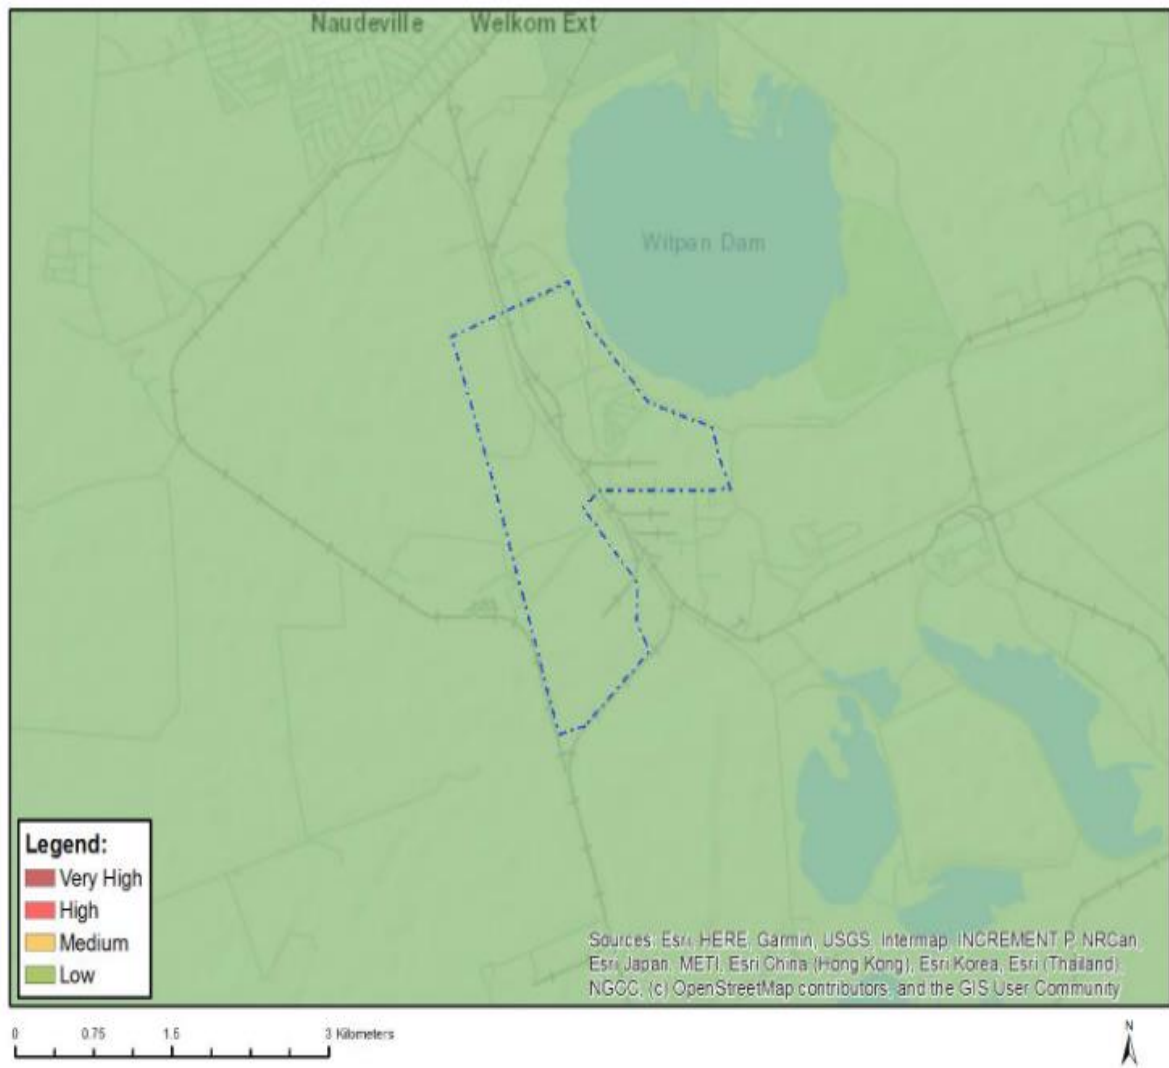 Naudeville Welkom Ext
Witpan Dam
Legend:
Very High
High
Medium
Low
Sources: Esri, HERE, Garmin, USGS, Intermap, INCREMENT P, NRCan,
Esri Japan, METI, Esri China (Hong Kong), Esri Korea, Esri (Thailand),
NGCC, (c) OpenStreetMap contributors, and the GIS User Community
0 0.75 1.5 3 Kilometers
N